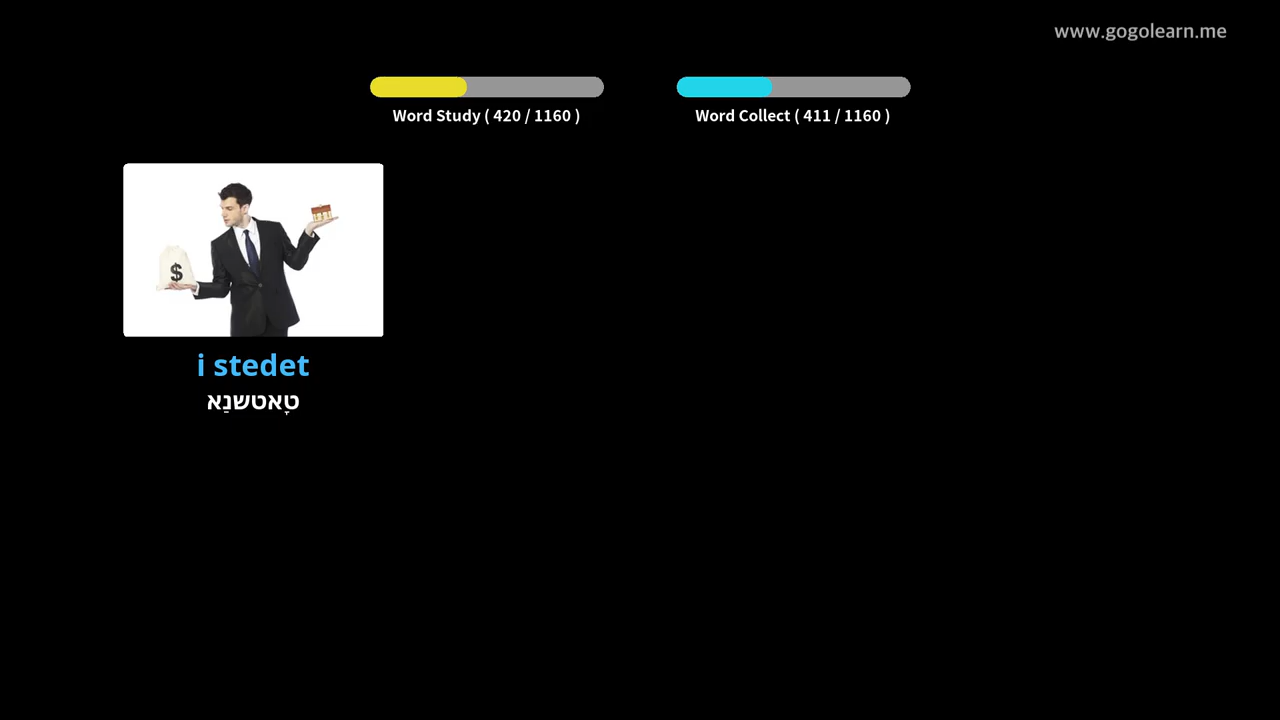 www.gogolearn.me
Word Study ( 420 / 1160 )
Word Collect ( 411 / 1160 )
$
i stedet
טָאטשנַא